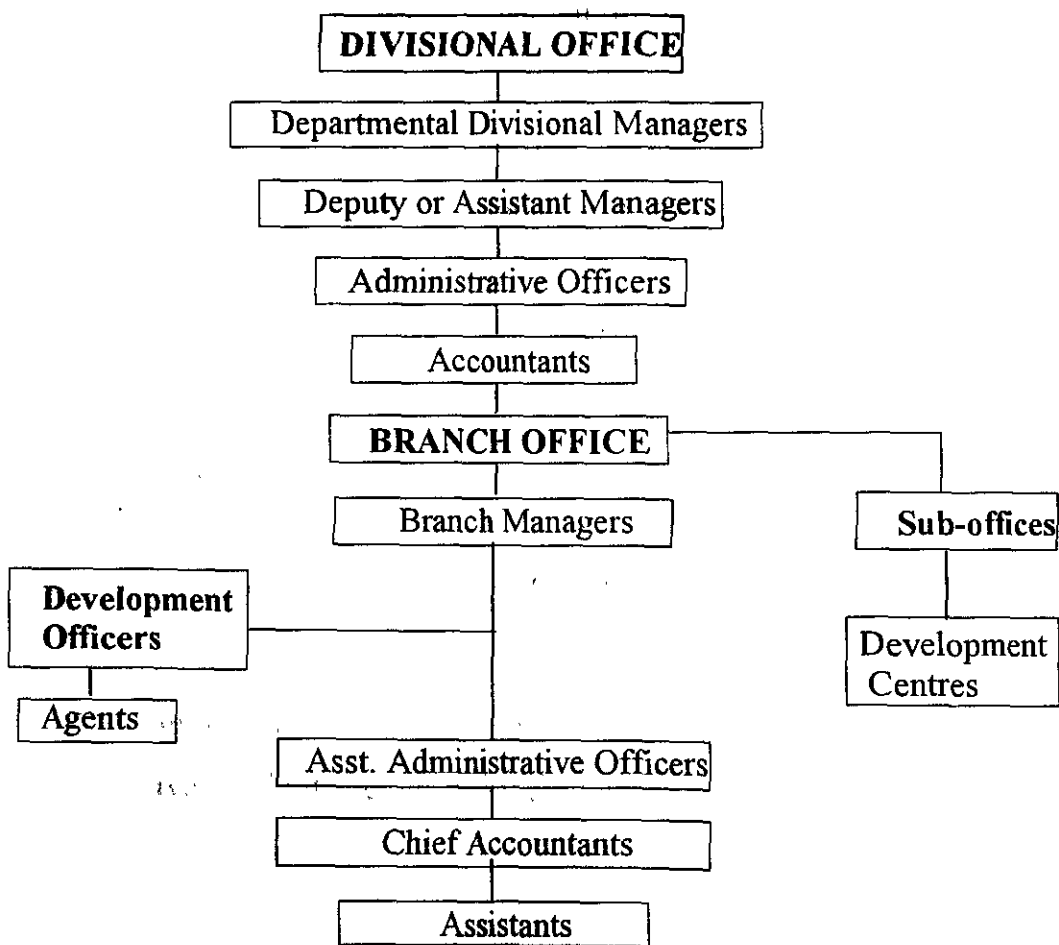 DIVISIONAL OFFICE
Departmental Divisional Managers
Deputy or Assistant Managers
Administrative Officers
Accountants
BRANCH OFFICE
Branch Managers
Sub-offices
Development
Officers
Development
Centres
Agents
Asst. Administrative Officers
Chief Accountants
Assistants